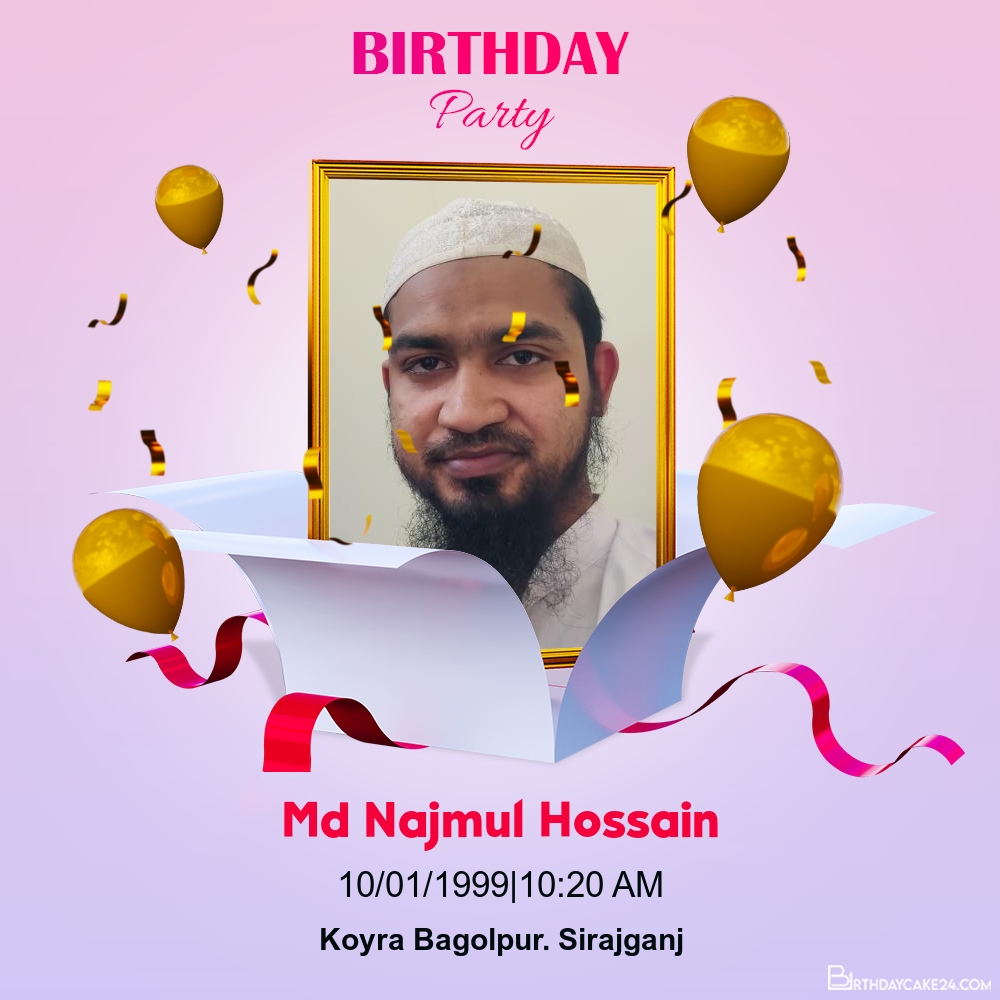 BIRTHDAY
Party
Md Najmul Hossain
10/01/1999|10:20 AM
Koyra Bagolpur. Sirajganj
BIRTHDAYCAKE24.COM